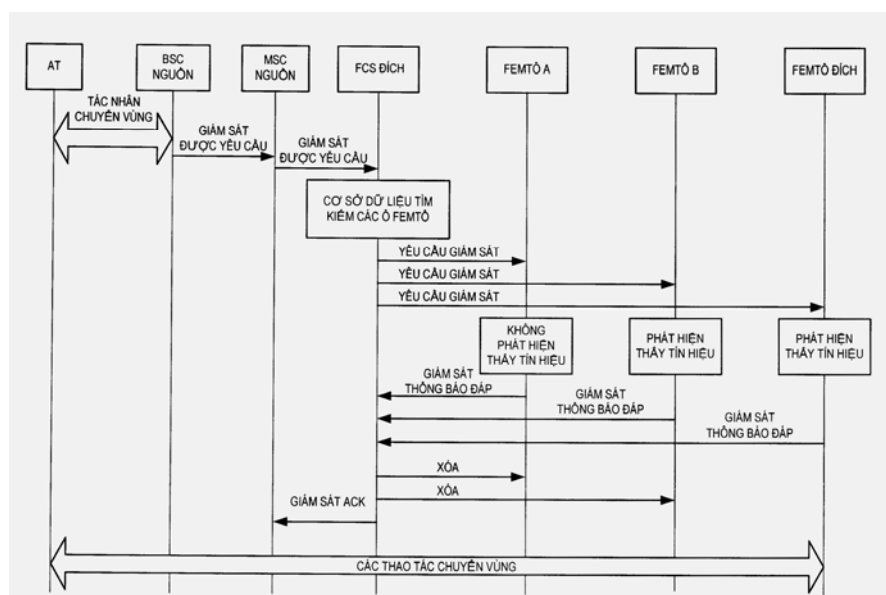 AT
BSC
NGUỒN
MSC
NGUỒN
FCS ĐÍCH
FEMTÔ A
FEMTÔ B
FEMTÔ ĐÍCH
TÁC NHÂN
CHUYỂN VÙNG
GIÁM SÁT
ĐƯỢC YÊU CẦU
GIÁM SÁT
ĐƯỢC YÊU CẦU
CƠ SỞ DỮ LIỆU TÌM
KIẾM CÁC Ô FEMTÔ
YÊU CẦU GIÁM SÁT
YÊU CẦU GIÁM SÁT
YÊU CẦU GIÁM SÁT
KHÔNG
PHÁT HIỆN
THẤY TÍN HIỆU
PHÁT HIỆN
THẤY TÍN HIỆU
PHÁT HIỆN
THẤY TÍN HIỆU
GIÁM SÁT
THÔNG BÁO ĐÁP
GIÁM SÁT
THÔNG BÁO ĐÁP
GIÁM SÁT
THÔNG BÁO ĐÁP
XÓA
XÓA
GIÁM SÁT ACK
CÁC THAO TÁC CHUYỂN VÙNG